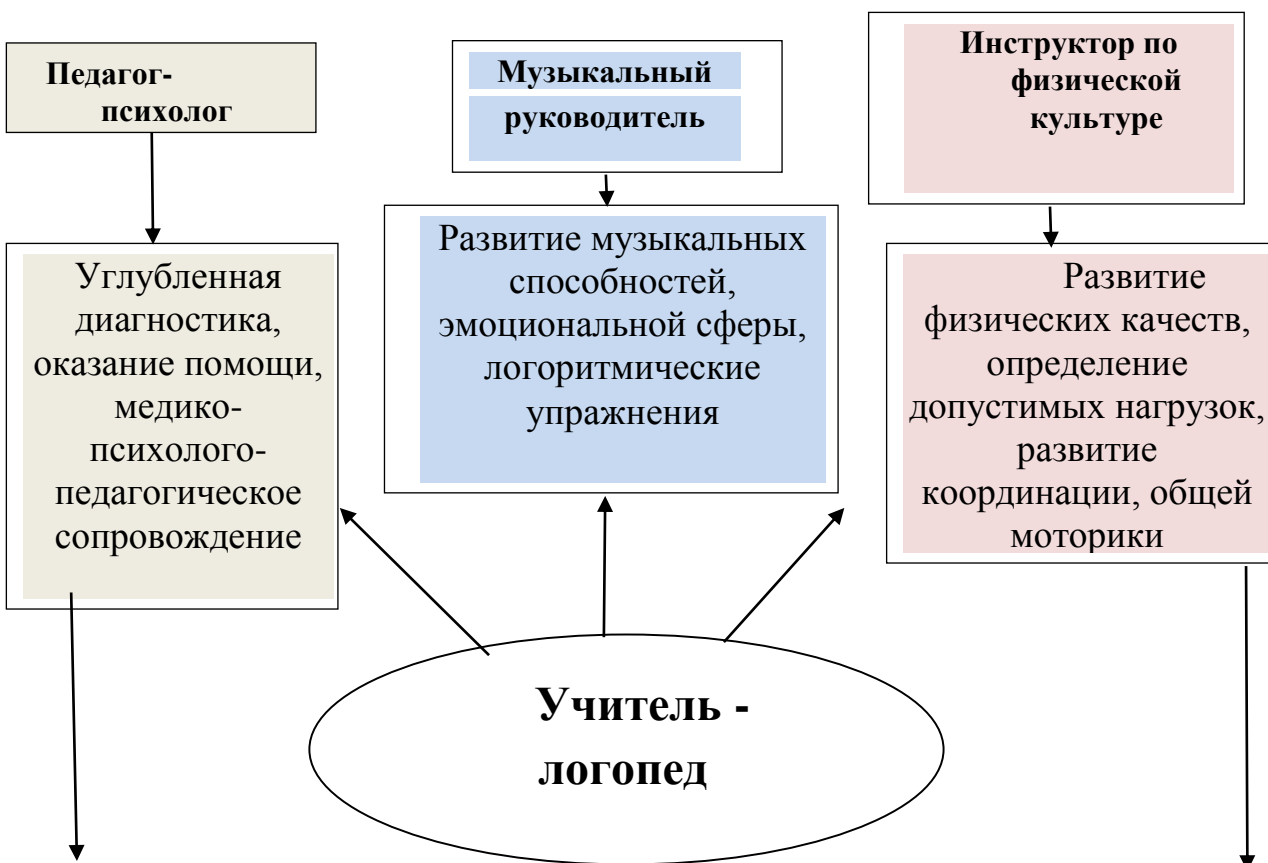 Педагог-
психолог
Музыкальный
руководитель
Инструктор по
физической
культуре
Углубленная
диагностика,
оказание помощи,
медико-
психолого-
педагогическое
сопровождение
Развитие музыкальных
способностей,
эмоциональной сферы,
логоритмические
упражнения
Развитие
физических качеств,
определение
допустимых нагрузок,
развитие
координации, общей
моторики
Учитель -
логопед